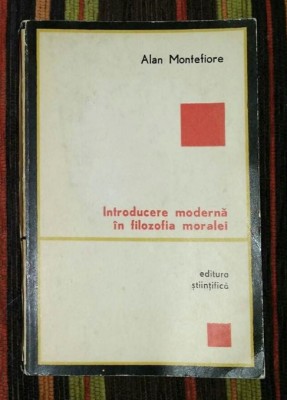 Alan Montefiore
Introducere modernă
în filozofia moralei
editura
științifică